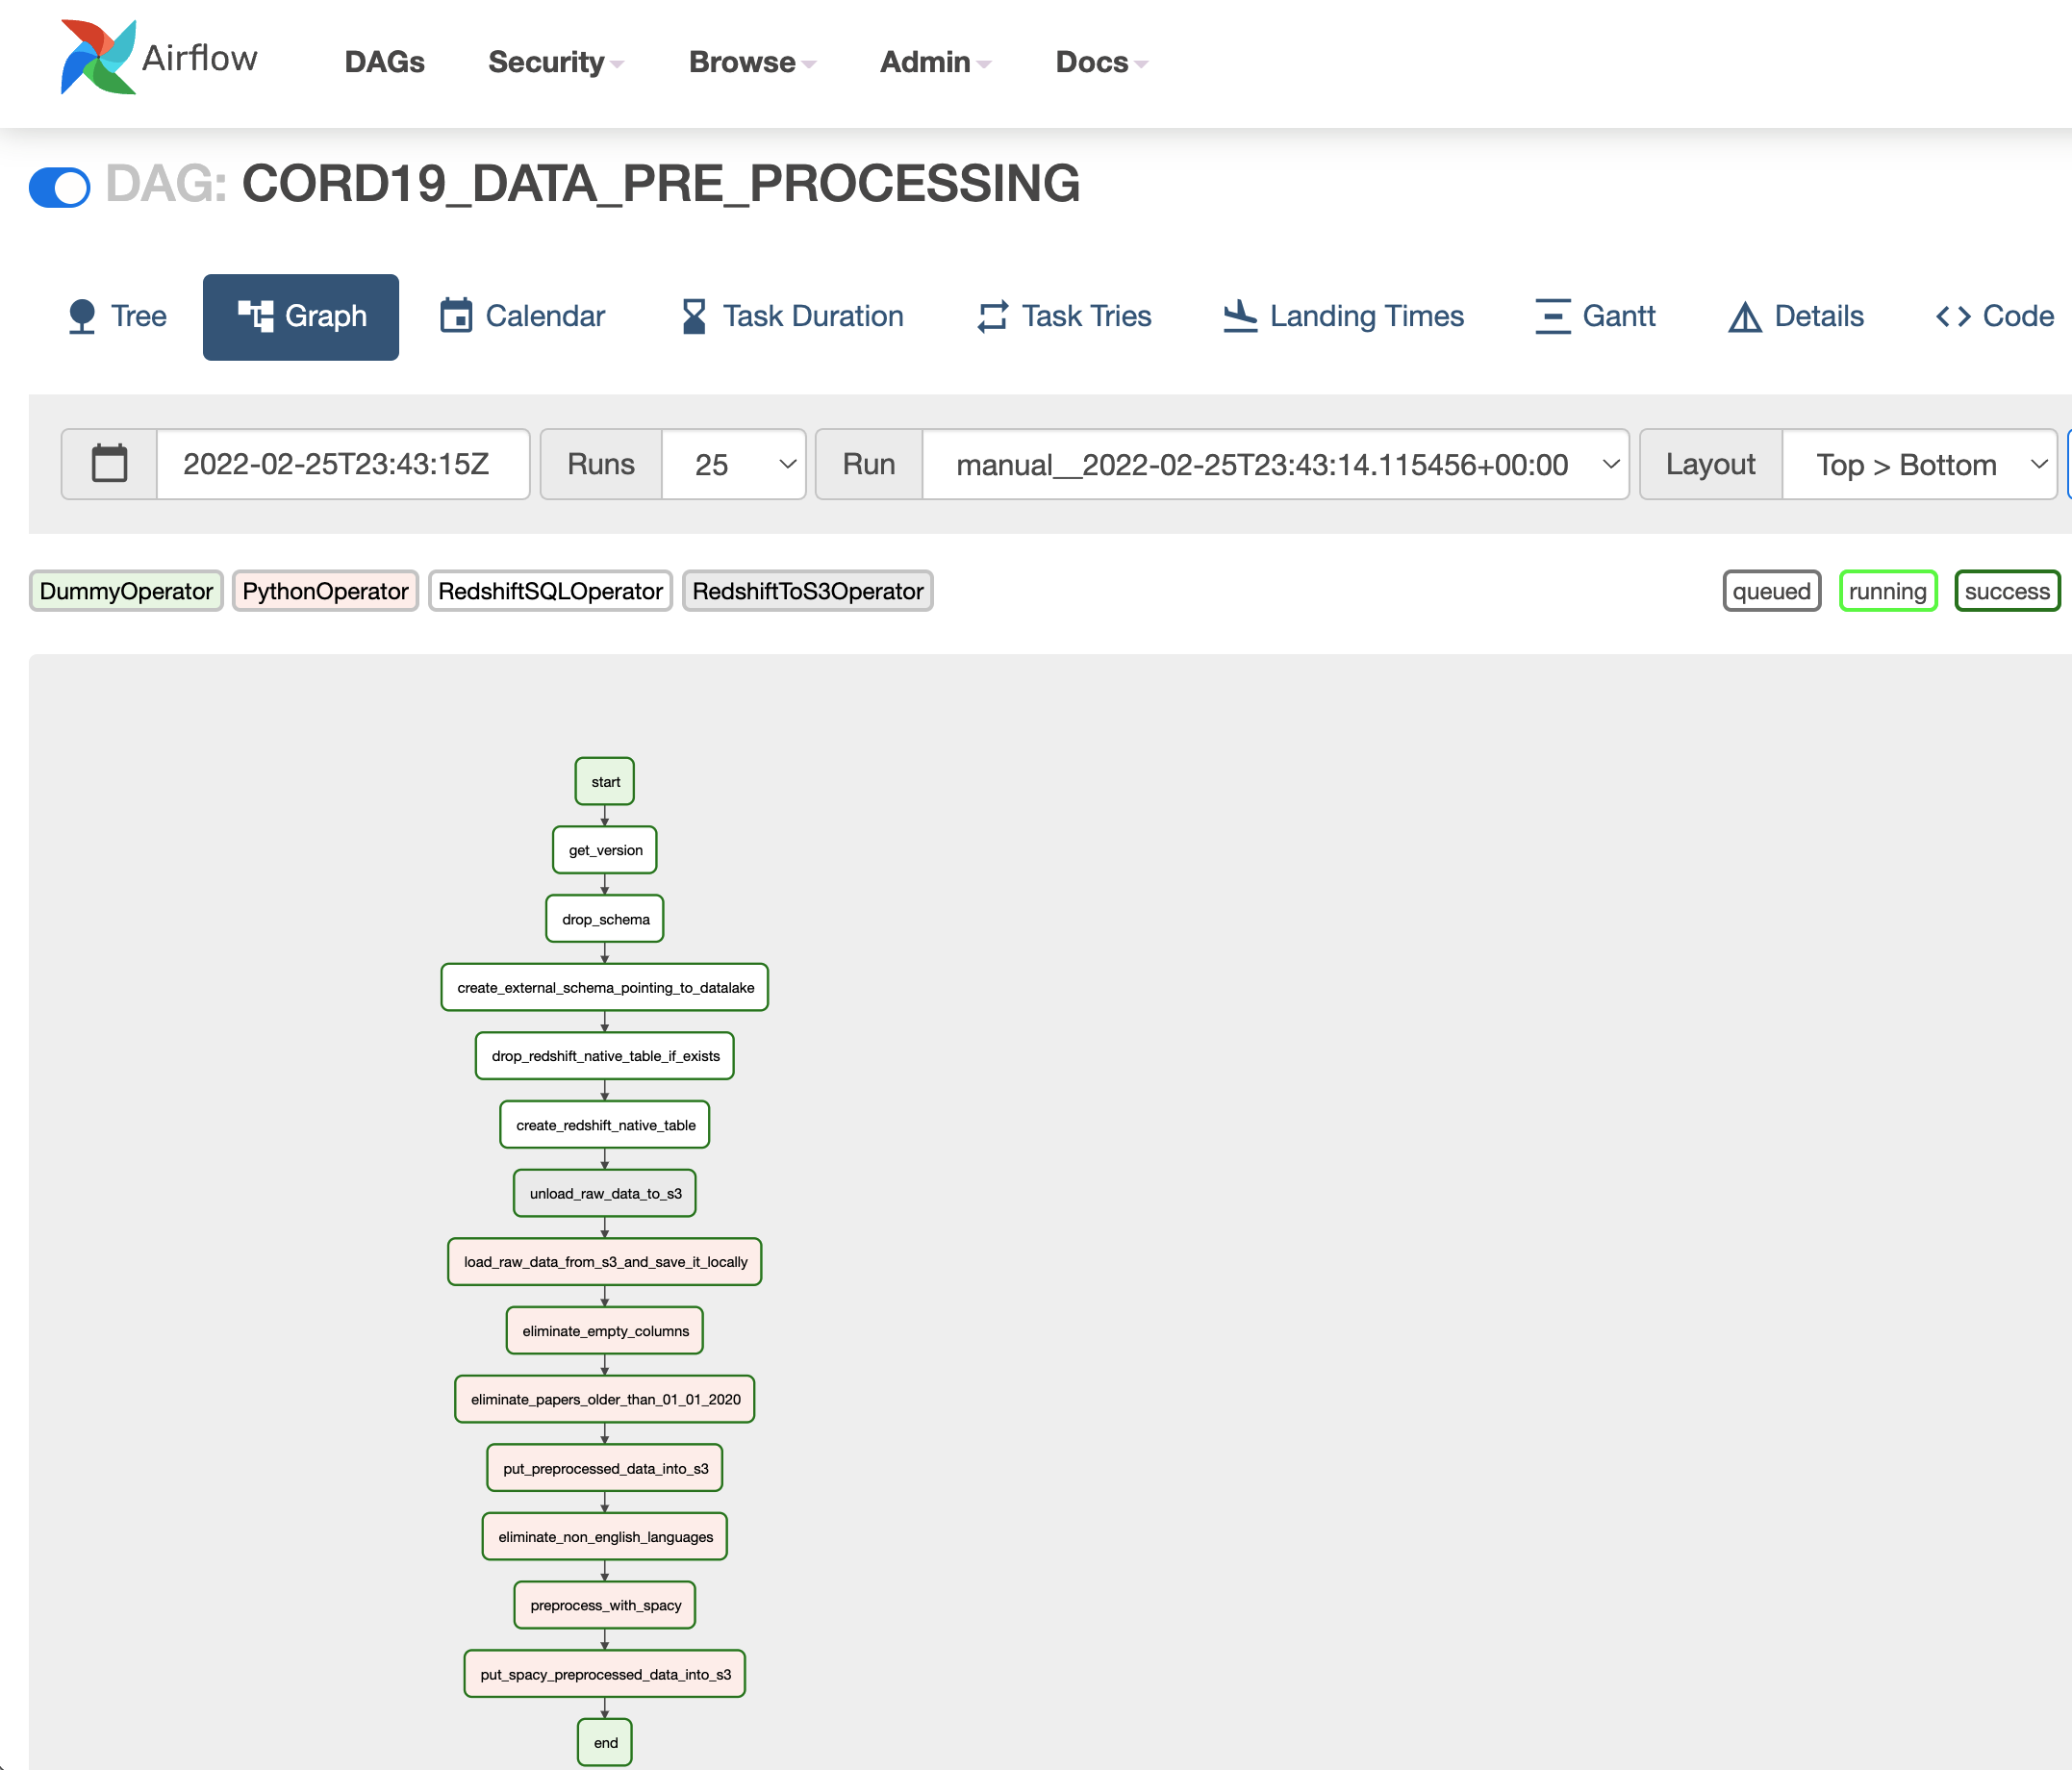 Airflow DAGs Security Browse Admin Docs
DAG: CORD19_DATA_PRE_PROCESSING
Tree Graph Calendar Task Duration Task Tries Landing Times Gantt Details Code
2022-02-25T23:43:15Z Runs 25 Run manual__2022-02-25T23:43:14.115456+00:00 Layout Top > Bottom
DummyOperator PythonOperator RedshiftSQLOperator RedshiftToS3Operator queued running success
start
get_version
drop_schema
create_external_schema_pointing_to_datalake
drop_redshift_native_table_if_exists
create_redshift_native_table
unload_raw_data_to_s3
load_raw_data_from_s3_and_save_it_locally
eliminate_empty_columns
eliminate_papers_older_than_01_01_2020
put_preprocessed_data_into_s3
eliminate_non_english_languages
preprocess_with_spacy
put_spacy_preprocessed_data_into_s3
end